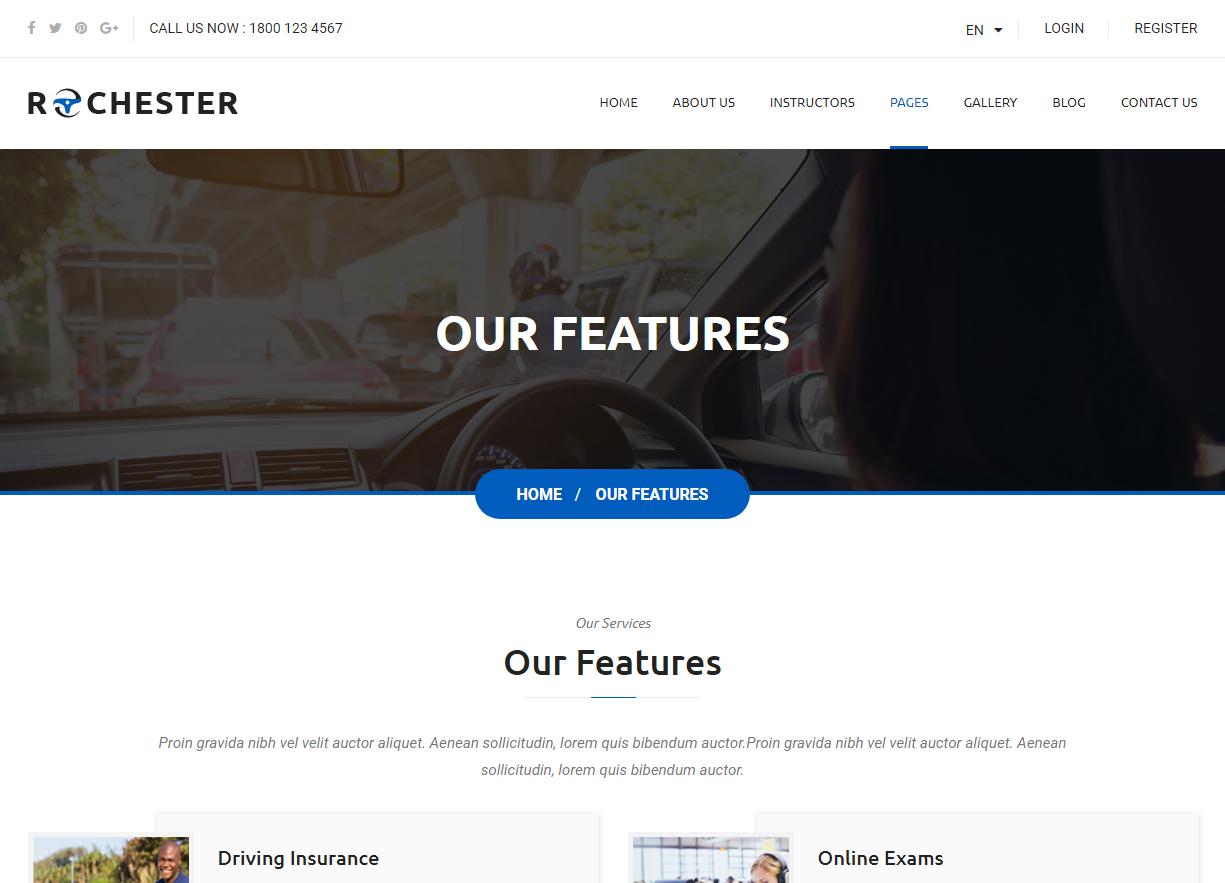 CALL US NOW : 1800 123 4567
EN
LOGIN
REGISTER
ROCHESTER
HOME
ABOUT US
INSTRUCTORS
PAGES
GALLERY
BLOG
CONTACT US
OUR FEATURES
HOME / OUR FEATURES
Our Services
Our Features
Proin gravida nibh vel velit auctor aliquet. Aenean sollicitudin, lorem quis bibendum auctor.Proin gravida nibh vel velit auctor aliquet. Aenean
sollicitudin, lorem quis bibendum auctor.
Driving Insurance
Online Exams